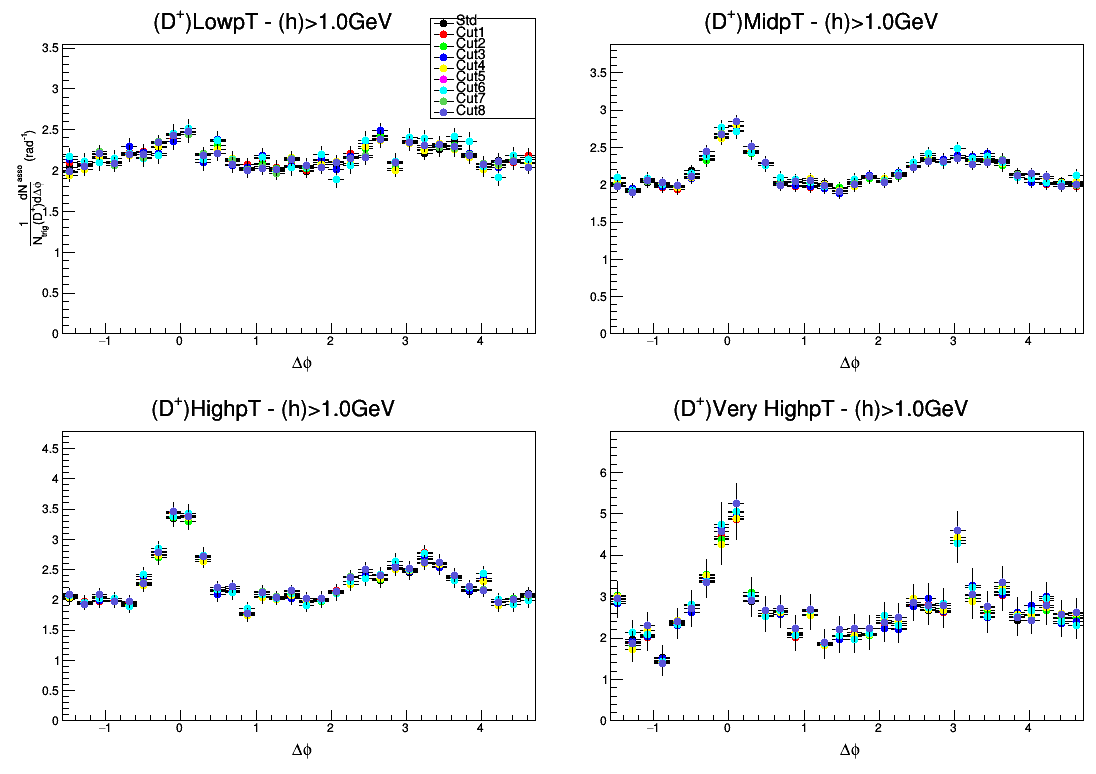 (D⁺)LowpT - (h)>1.0GeV
Std
Cut1
Cut2
Cut3
Cut4
Cut5
Cut6
Cut7
Cut8
1/N_trig(D⁺) dN^asso/dΔϕ (rad⁻¹)
3.5
3
2.5
2
1.5
1
0.5
0
−1 0 1 2 3 4
Δϕ
(D⁺)MidpT - (h)>1.0GeV
3.5
3
2.5
2
1.5
1
0.5
0
−1 0 1 2 3 4
Δϕ
(D⁺)HighpT - (h)>1.0GeV
4.5
4
3.5
3
2.5
2
1.5
1
0.5
0
−1 0 1 2 3 4
Δϕ
(D⁺)Very HighpT - (h)>1.0GeV
6
5
4
3
2
1
0
−1 0 1 2 3 4
Δϕ